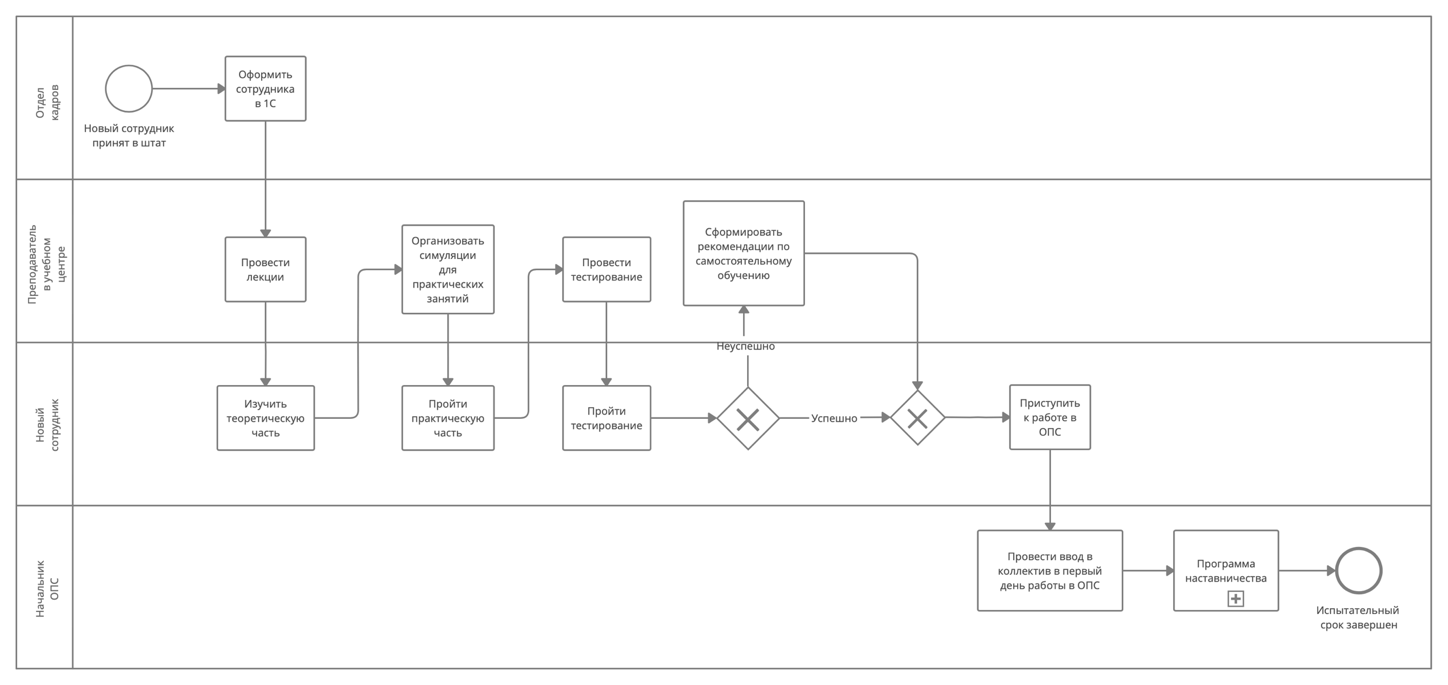 Отдел
кадров
Новый сотрудник
принят в штат
Оформить
сотрудника
в 1С
Преподаватель
в учебном
центре
Провести
лекции
Организовать
симуляции
для
практических
занятий
Провести
тестирование
Сформировать
рекомендации по
самостоятельному
обучению
Неуспешно
Новый
сотрудник
Изучить
теоретическую
часть
Пройти
практическую
часть
Пройти
тестирование
Успешно
Приступить
к работе в
ОПС
Начальник
ОПС
Провести ввод в
коллектив в первый
день работы в ОПС
Программа
наставничества
Испытательный
срок завершен